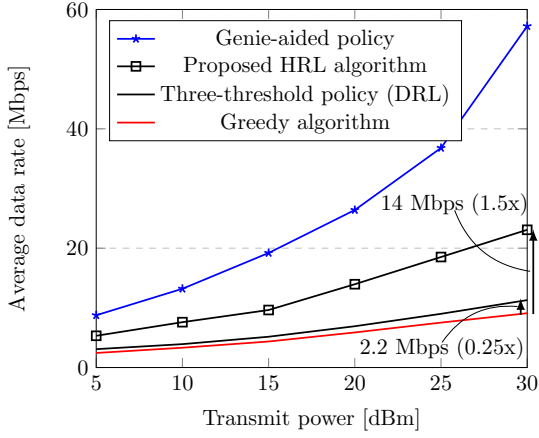 60
40
20
0
Average data rate [Mbps]
Genie-aided policy
Proposed HRL algorithm
Three-threshold policy (DRL)
Greedy algorithm
14 Mbps (1.5x)
2.2 Mbps (0.25x)
5 10 15 20 25 30
Transmit power [dBm]